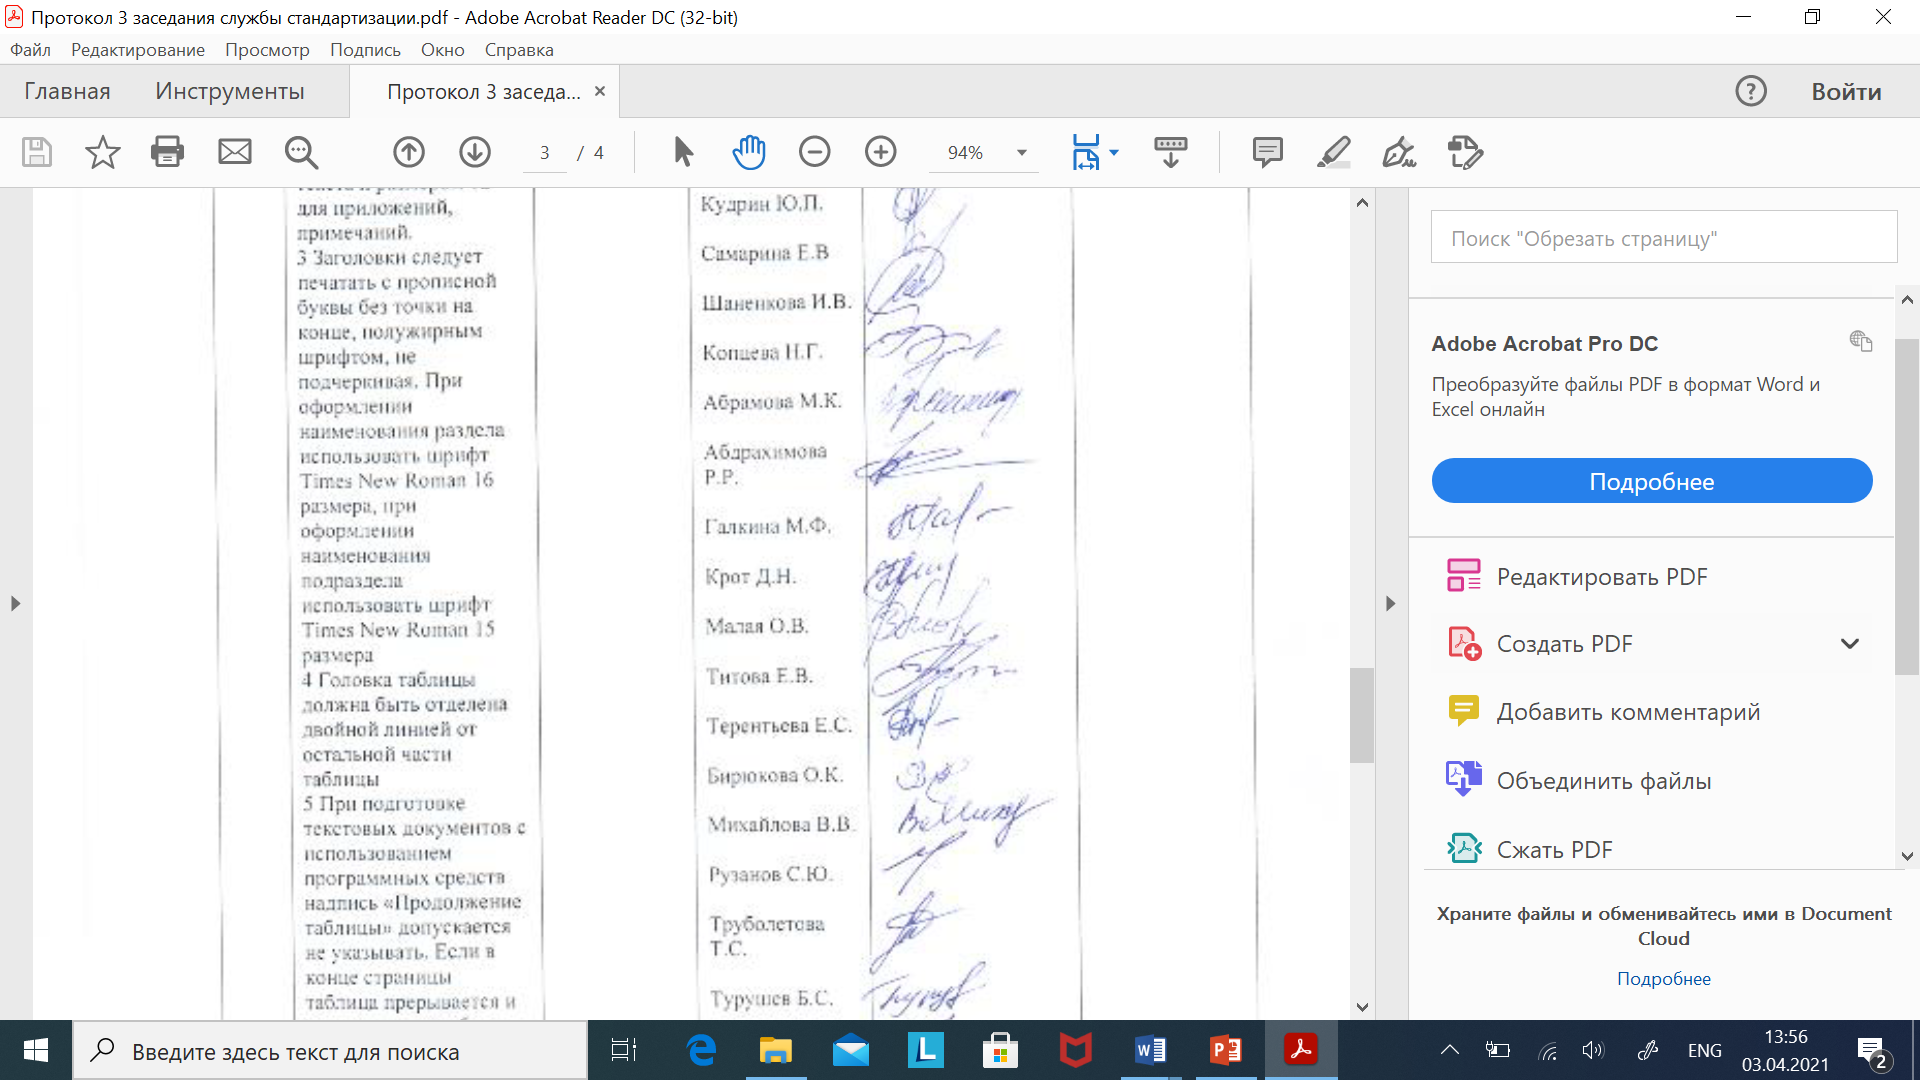 Протокол 3 заседания службы стандартизации.pdf - Adobe Acrobat Reader DC (32-bit)
Файл Редактирование Просмотр Подпись Окно Справка
Главная Инструменты Протокол 3 заседа... × Войти
3 / 4 94%
для приложений,
примечаний.
3 Заголовки следует
печатать с прописной
буквы без точки на
конце, полужирным
шрифтом, не
подчеркивая. При
оформлении
наименования раздела
использовать шрифт
Times New Roman 16
размера, при
оформлении
наименования
подраздела
использовать шрифт
Times New Roman 15
размера
4 Головка таблицы
должна быть отделена
двойной линией от
остальной части
таблицы
5 При подготовке
текстовых документов с
использованием
программных средств
надпись «Продолжение
таблицы» допускается
не указывать. Если в
конце страницы
таблица прерывается и
Кудрин Ю.П.
Самарина Е.В
Шаненкова И.В.
Копцева Н.Г.
Абрамова М.К.
Абдрахимова
Р.Р.
Галкина М.Ф.
Крот Д.Н.
Малая О.В.
Титова Е.В.
Терентьева Е.С.
Бирюкова О.К.
Михайлова В.В.
Рузанов С.Ю.
Труболетова
Т.С.
Турушев Б.С.
Поиск "Обрезать страницу"
Adobe Acrobat Pro DC
Преобразуйте файлы PDF в формат Word и
Excel онлайн
Подробнее
Редактировать PDF
Создать PDF
Добавить комментарий
Объединить файлы
Сжать PDF
Храните файлы и обменивайтесь ими в Document
Cloud
Подробнее
Введите здесь текст для поиска
ENG
13:56
03.04.2021
2